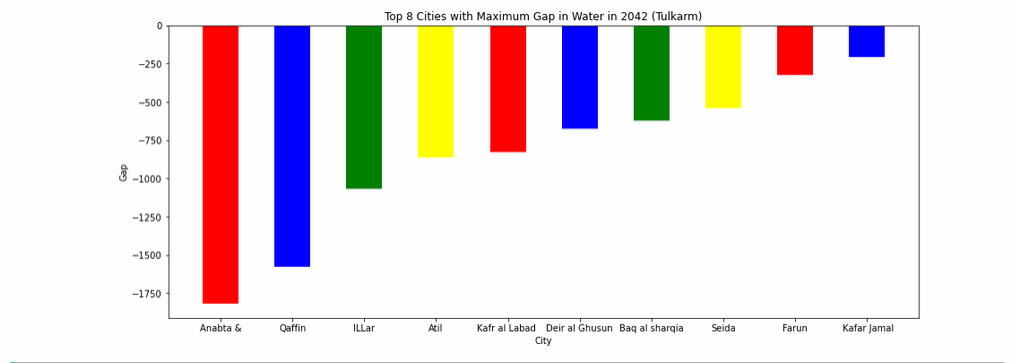 Top 8 Cities with Maximum Gap in Water in 2042 (Tulkarm)
0
−250
−500
−750
−1000
−1250
−1500
−1750
Gap
Anabta & Qaffin ILLar Atil Kafr al Labad Deir al Ghusun Baq al sharqia Seida Farun Kafar Jamal
City